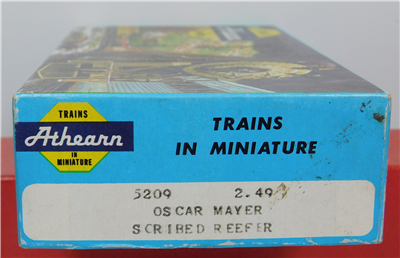 TRAINS
Athearn
IN
MINIATURE
TRAINS
IN MINIATURE
5209 2.49
OSCAR MAYER
SCRIBED REEFER